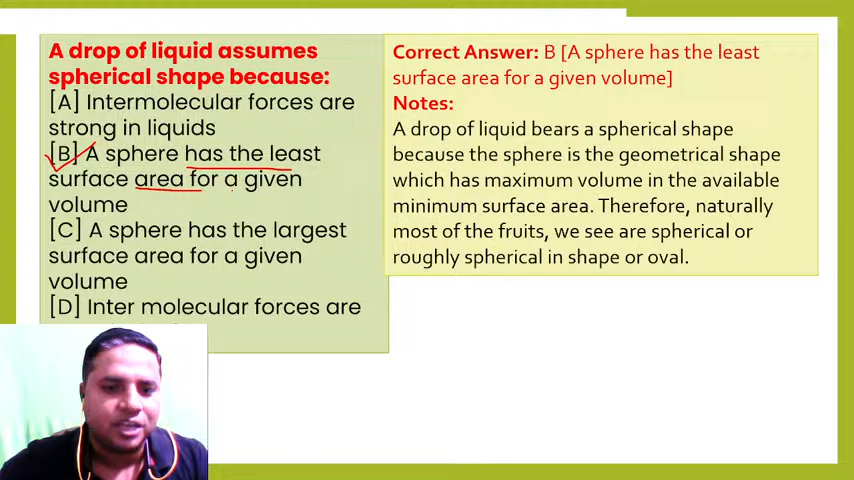 A drop of liquid assumes
spherical shape because:
[A] Intermolecular forces are
strong in liquids
[B] A sphere has the least
surface area for a given
volume
[C] A sphere has the largest
surface area for a given
volume
[D] Inter molecular forces are
Correct Answer: B [A sphere has the least
surface area for a given volume]
Notes:
A drop of liquid bears a spherical shape
because the sphere is the geometrical shape
which has maximum volume in the available
minimum surface area. Therefore, naturally
most of the fruits, we see are spherical or
roughly spherical in shape or oval.